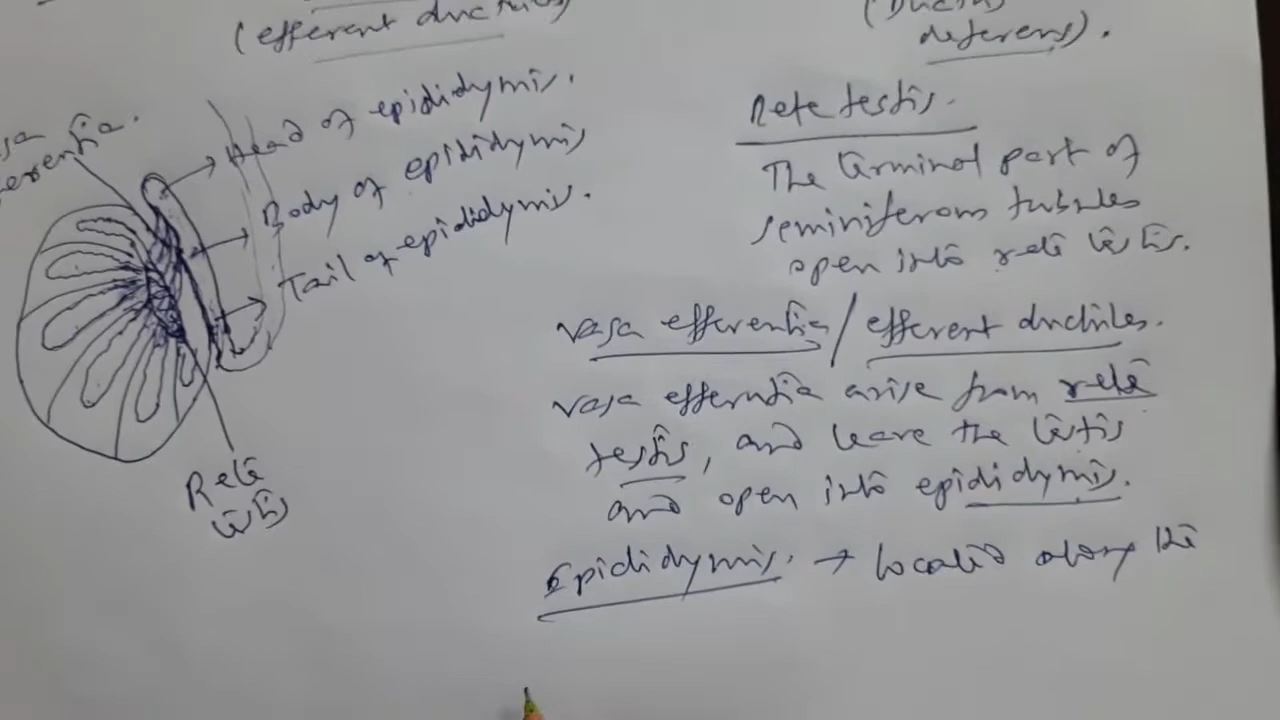 (efferent ductules)
(Ductus
deferens).
Head of epididymis.
Body of epididymis
Tail of epididymis.
Rete
testis
Rete testis.
The terminal part of
seminiferous tubules
open into rete testis.
vasa efferentia/efferent ductules.
vasa efferentia arise from rete
testis, and leave the testis
and open into epididymis.
Epididymis. → located along the